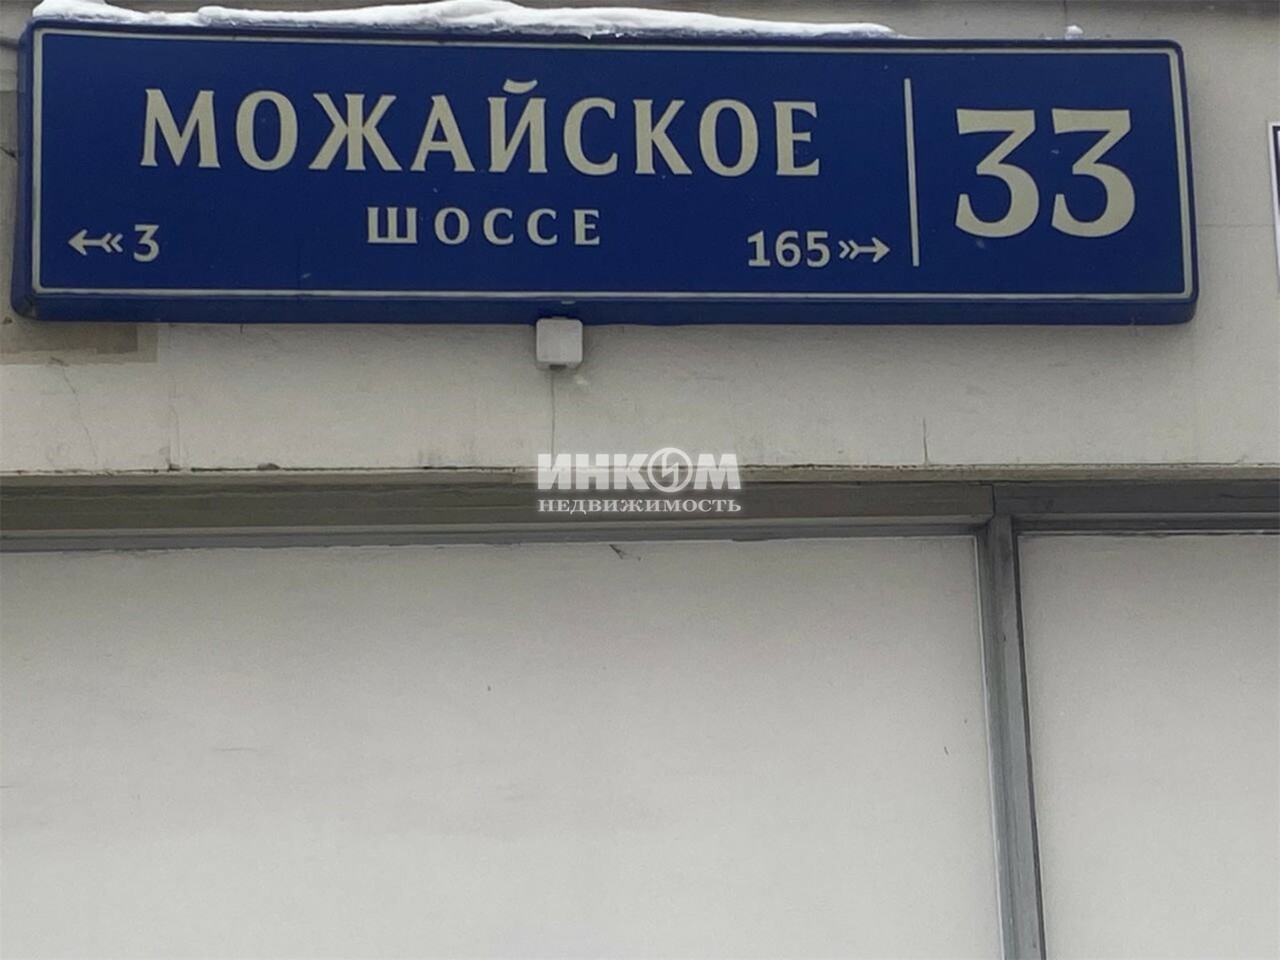 МОЖАЙСКОЕ
ШОССЕ
3
165
33
ИНКОМ
НЕДВИЖИМОСТЬ